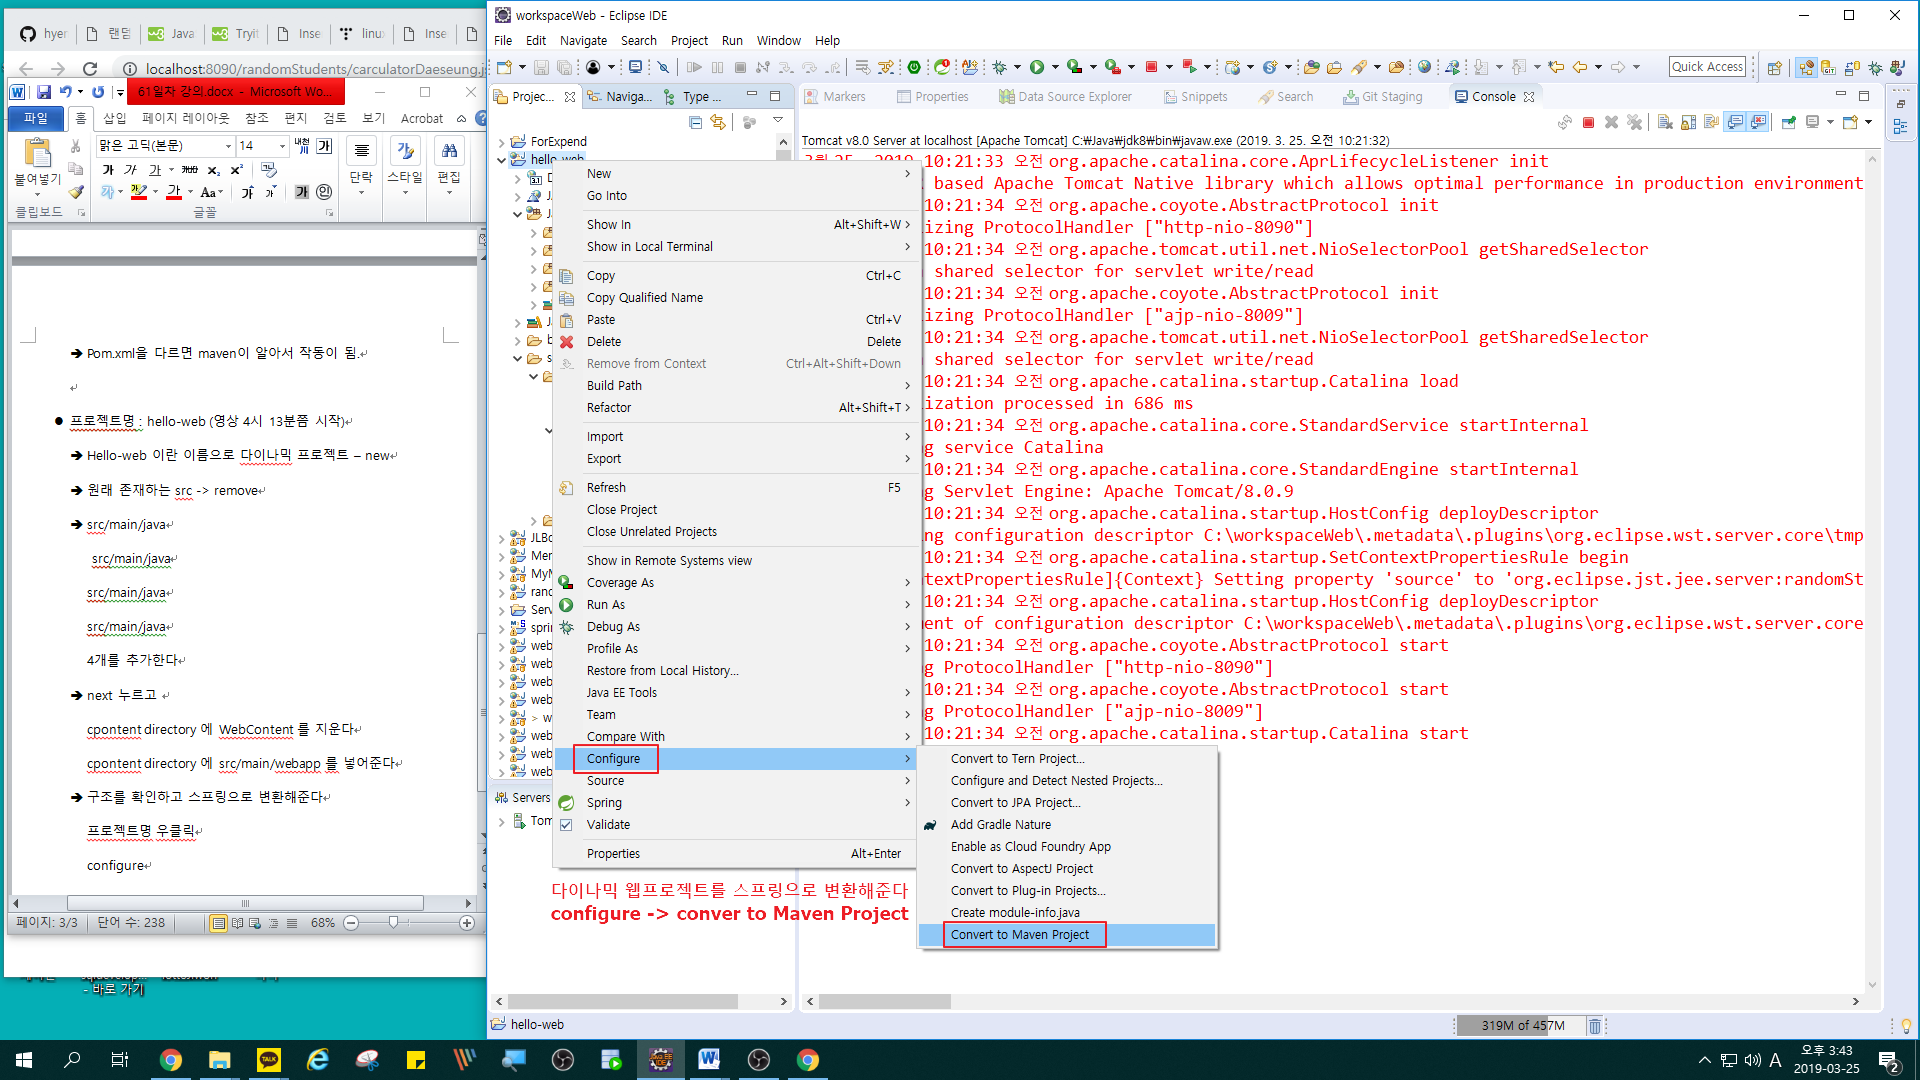 hyer
랜덤
Java
Tryit
Inse
linu
Inse
localhost:8090/randomStudents/carculatorDaeseung.js
61일차 강의.docx - Microsoft Wo...
파일
홈
삽입
페이지 레이아웃
참조
편지
검토
보기
Acrobat
붙여넣기
맑은 고딕(본문)
14
단락
스타일
편집
클립보드
글꼴
➔ Pom.xml을 다르면 maven이 알아서 작동이 됨.
● 프로젝트명 : hello-web (영상 4시 13분쯤 시작)
➔ Hello-web 이란 이름으로 다이나믹 프로젝트 – new
➔ 원래 존재하는 src -> remove
➔ src/main/java
src/main/java
src/main/java
src/main/java
4개를 추가한다
➔ next 누르고
cpontent directory 에 WebContent 를 지운다
cpontent directory 에 src/main/webapp 를 넣어준다
➔ 구조를 확인하고 스프링으로 변환해준다
프로젝트명 우클릭
configure
페이지: 3/3
단어 수: 238
68%
- 바로 가기
workspaceWeb - Eclipse IDE
File Edit Navigate Search Project Run Window Help
Quick Access
Projec...
Naviga...
Type ...
Markers
Properties
Data Source Explorer
Snippets
Search
Git Staging
Console
ForExpend
hello-web
JLBo
Mer
MyM
rand
Serv
sprin
web
web
web
web
> w
web
web
web
Servers
Tom
New
Go Into
Show In Alt+Shift+W
Show in Local Terminal
Copy Ctrl+C
Copy Qualified Name
Paste Ctrl+V
Delete Delete
Remove from Context Ctrl+Alt+Shift+Down
Build Path
Refactor Alt+Shift+T
Import
Export
Refresh F5
Close Project
Close Unrelated Projects
Show in Remote Systems view
Coverage As
Run As
Debug As
Profile As
Restore from Local History...
Java EE Tools
Team
Compare With
Configure
Source
Spring
Validate
Properties Alt+Enter
Convert to Tern Project...
Configure and Detect Nested Projects...
Convert to JPA Project...
Add Gradle Nature
Enable as Cloud Foundry App
Convert to AspectJ Project
Convert to Plug-in Projects...
Create module-info.java
Convert to Maven Project
다이나믹 웹프로젝트를 스프링으로 변환해준다
configure -> conver to Maven Project
Tomcat v8.0 Server at localhost [Apache Tomcat] C:₩Java₩jdk8₩bin₩javaw.exe (2019. 3. 25. 오전 10:21:32)
3월 25, 2019 10:21:33 오전 org.apache.catalina.core.AprLifecycleListener init
based Apache Tomcat Native library which allows optimal performance in production environment
10:21:34 오전 org.apache.coyote.AbstractProtocol init
lizing ProtocolHandler ["http-nio-8090"]
10:21:34 오전 org.apache.tomcat.util.net.NioSelectorPool getSharedSelector
shared selector for servlet write/read
10:21:34 오전 org.apache.coyote.AbstractProtocol init
lizing ProtocolHandler ["ajp-nio-8009"]
10:21:34 오전 org.apache.tomcat.util.net.NioSelectorPool getSharedSelector
shared selector for servlet write/read
10:21:34 오전 org.apache.catalina.startup.Catalina load
lization processed in 686 ms
10:21:34 오전 org.apache.catalina.core.StandardService startInternal
ng service Catalina
10:21:34 오전 org.apache.catalina.core.StandardEngine startInternal
ng Servlet Engine: Apache Tomcat/8.0.9
10:21:34 오전 org.apache.catalina.startup.HostConfig deployDescriptor
ing configuration descriptor C:\workspaceWeb\.metadata\.plugins\org.eclipse.wst.server.core\tmp
10:21:34 오전 org.apache.catalina.startup.SetContextPropertiesRule begin
ntextPropertiesRule]{Context} Setting property 'source' to 'org.eclipse.jst.jee.server:randomSt
10:21:34 오전 org.apache.catalina.startup.HostConfig deployDescriptor
ment of configuration descriptor C:\workspaceWeb\.metadata\.plugins\org.eclipse.wst.server.core
10:21:34 오전 org.apache.coyote.AbstractProtocol start
ng ProtocolHandler ["http-nio-8090"]
10:21:34 오전 org.apache.coyote.AbstractProtocol start
ng ProtocolHandler ["ajp-nio-8009"]
10:21:34 오전 org.apache.catalina.startup.Catalina start
hello-web
319M of 457M
A
오후 3:43
2019-03-25
2